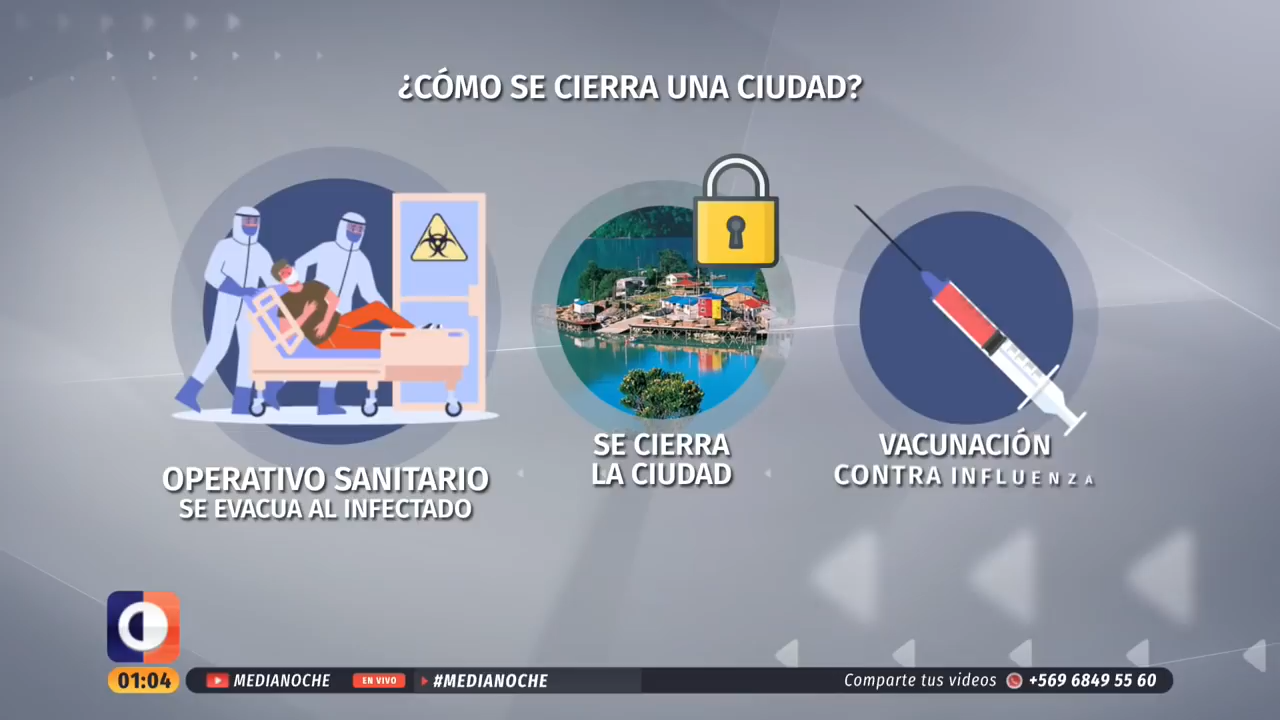 ¿CÓMO SE CIERRA UNA CIUDAD?
OPERATIVO SANITARIO
SE EVACUA AL INFECTADO
SE CIERRA
LA CIUDAD
VACUNACIÓN
CONTRA INFLUENZA
01:04
MEDIANOCHE
EN VIVO
#MEDIANOCHE
Comparte tus videos
+569 6849 55 60